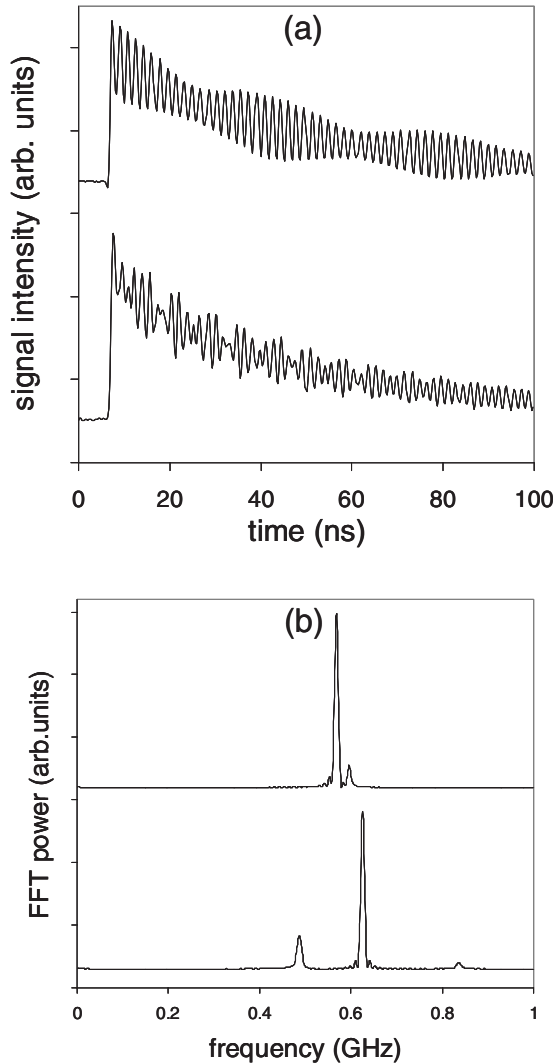 (a)
signal intensity (arb. units)
0 20 40 60 80 100
time (ns)
(b)
FFT power (arb.units)
0 0.2 0.4 0.6 0.8 1
frequency (GHz)